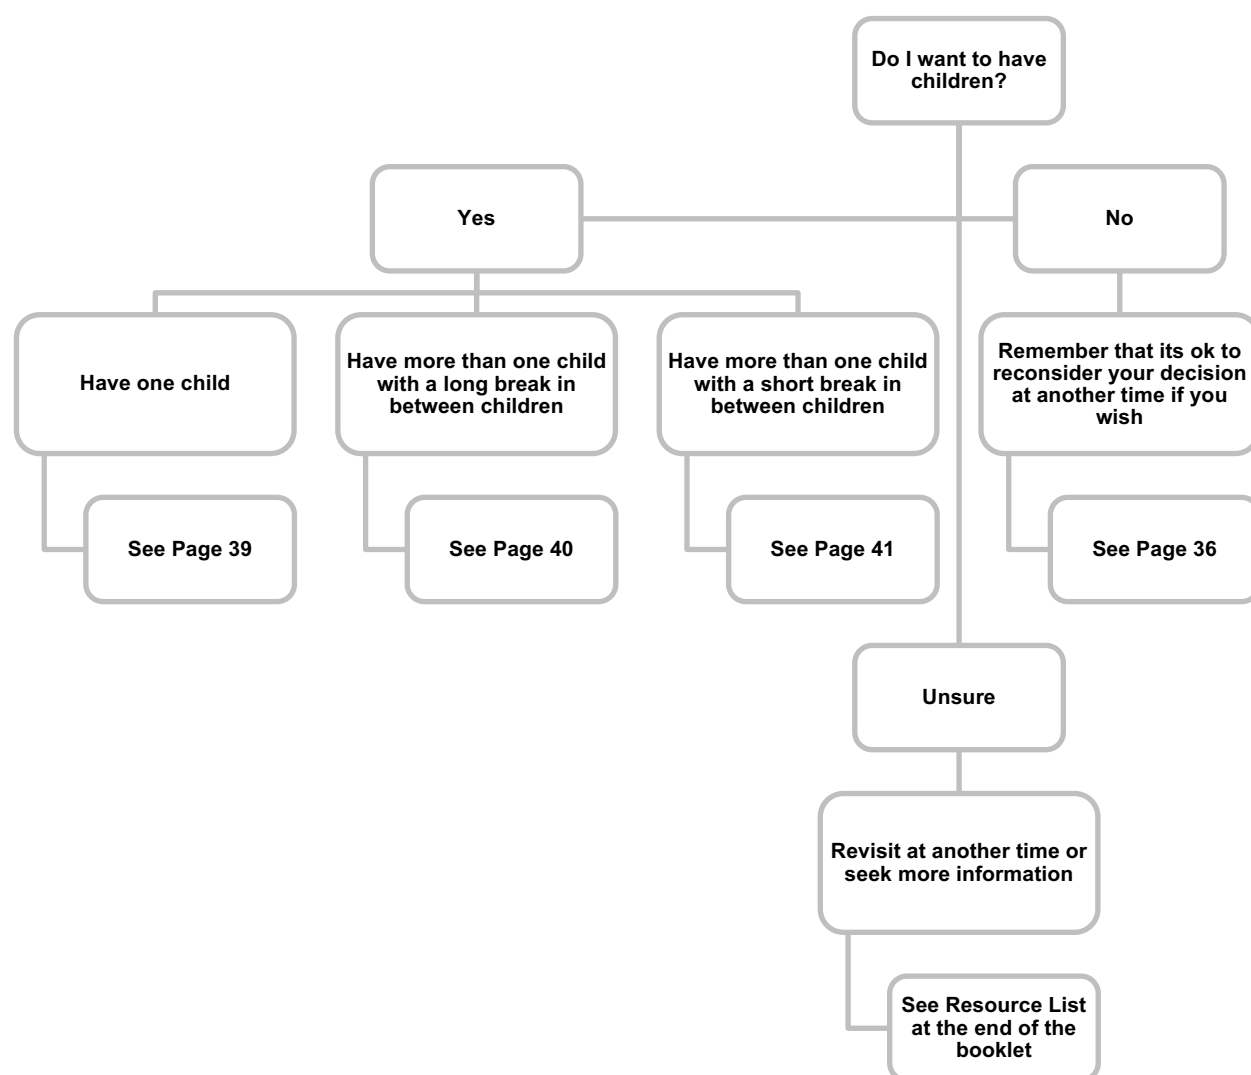 Do I want to have
children?
Yes
No
Have one child
Have more than one child
with a long break in
between children
Have more than one child
with a short break in
between children
Remember that its ok to
reconsider your decision
at another time if you
wish
See Page 39
See Page 40
See Page 41
See Page 36
Unsure
Revisit at another time or
seek more information
See Resource List
at the end of the
booklet